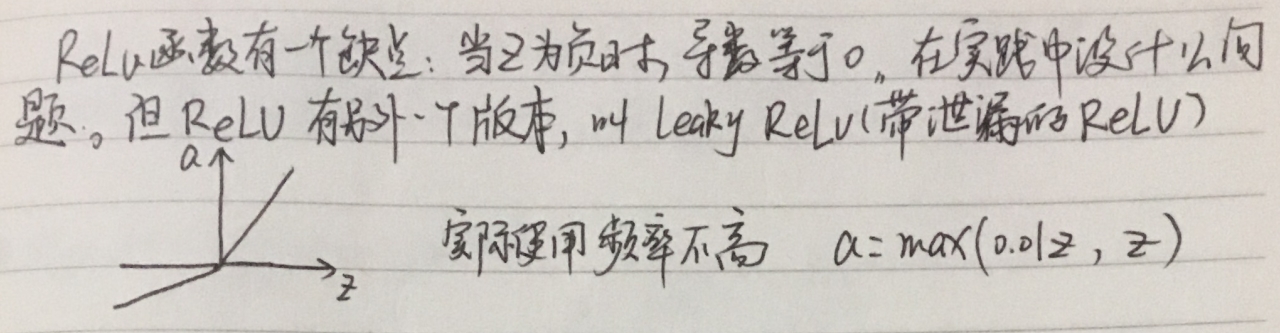 ReLu函数有一个缺点：当z为负时，导数等于0。在实践中没什么问
题。但ReLU有另外一个版本，叫leaky ReLu(带泄漏的ReLU)
a
实际使用频率不高 a=max(0.01z, z)
z